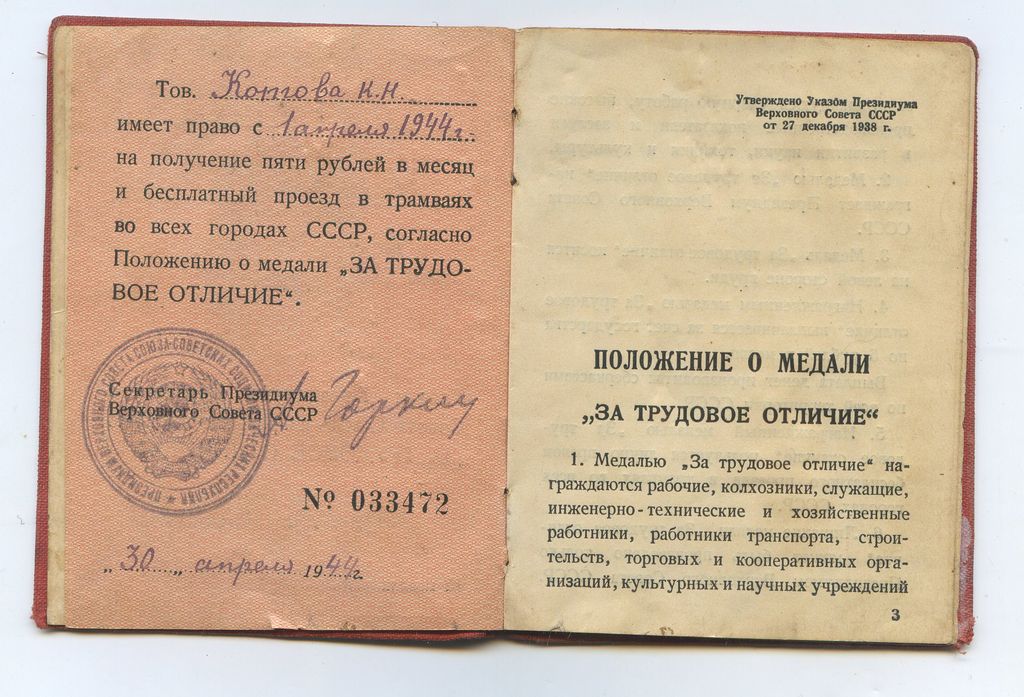 Тов. Котова Н.Н.
имеет право с 1 апреля 1944 г.
на получение пяти рублей в месяц
и бесплатный проезд в трамваях
во всех городах СССР, согласно
Положению о медали „ЗА ТРУДО-
ВОЕ ОТЛИЧИЕ“.
Секретарь Президиума
Верховного Совета СССР
Горкин
№ 033472
„ 30 „ апреля 1944 г.
Утверждено Указом Президиума
Верховного Совета СССР
от 27 декабря 1938 г.
ПОЛОЖЕНИЕ О МЕДАЛИ
„ЗА ТРУДОВОЕ ОТЛИЧИЕ“
1. Медалью „За трудовое отличие“ на-
граждаются рабочие, колхозники, служащие,
инженерно-технические и хозяйственные
работники, работники транспорта, строи-
тельств, торговых и кооперативных орга-
низаций, культурных и научных учреждений
3